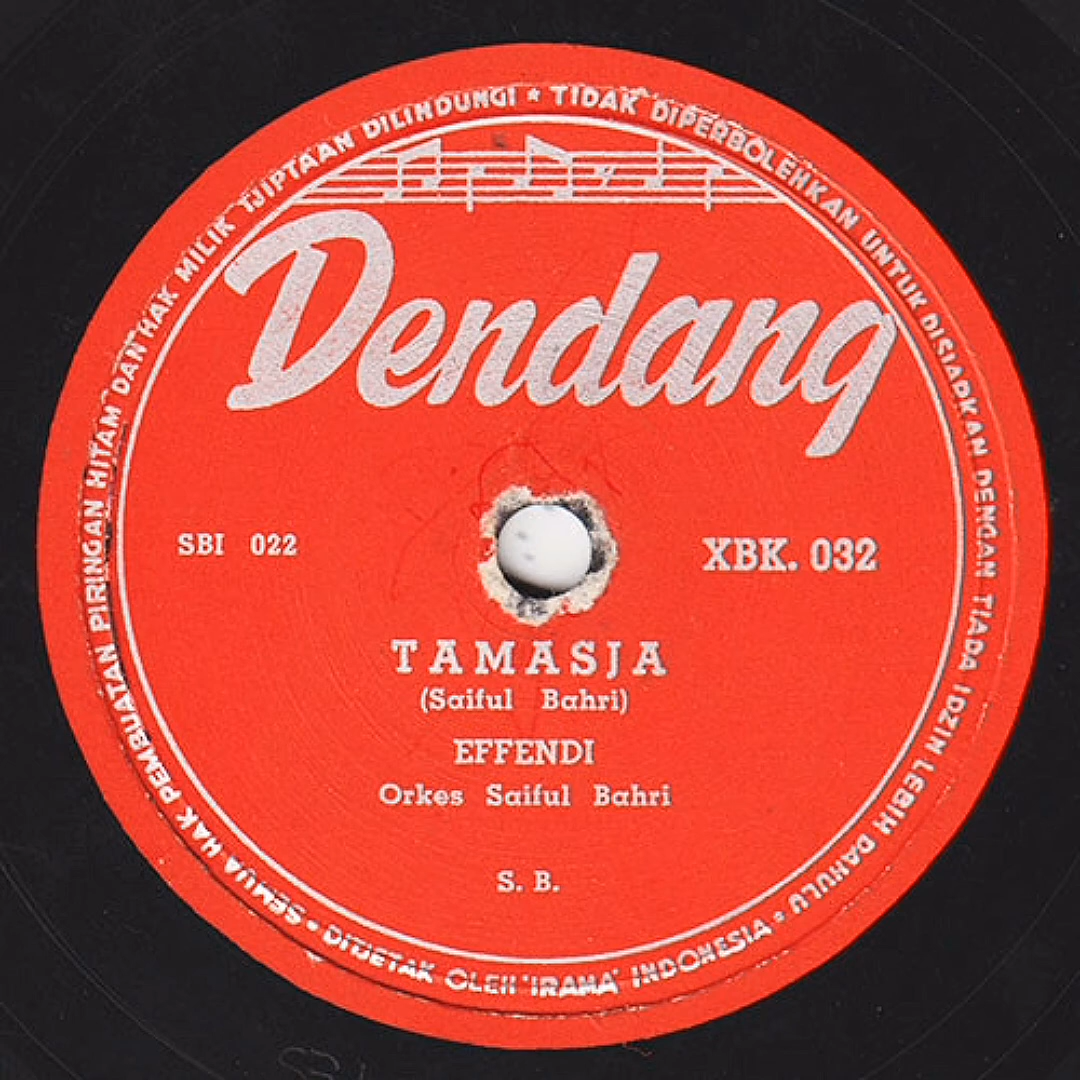 Dendang
SBI 022
XBK. 032
TAMASJA
(Saiful Bahri)
EFFENDI
Orkes Saiful Bahri
S. B.
SEMUA HAK PEMBUATAN PIRINGAN HITAM DAN HAK MILIK TJIPTAAN DILINDUNGI * TIDAK DIPERBOLEHKAN UNTUK DISIARKAN DENGAN TIADA IDZIN LEBIH DAHULU * DITJETAK OLEH 'IRAMA' INDONESIA *